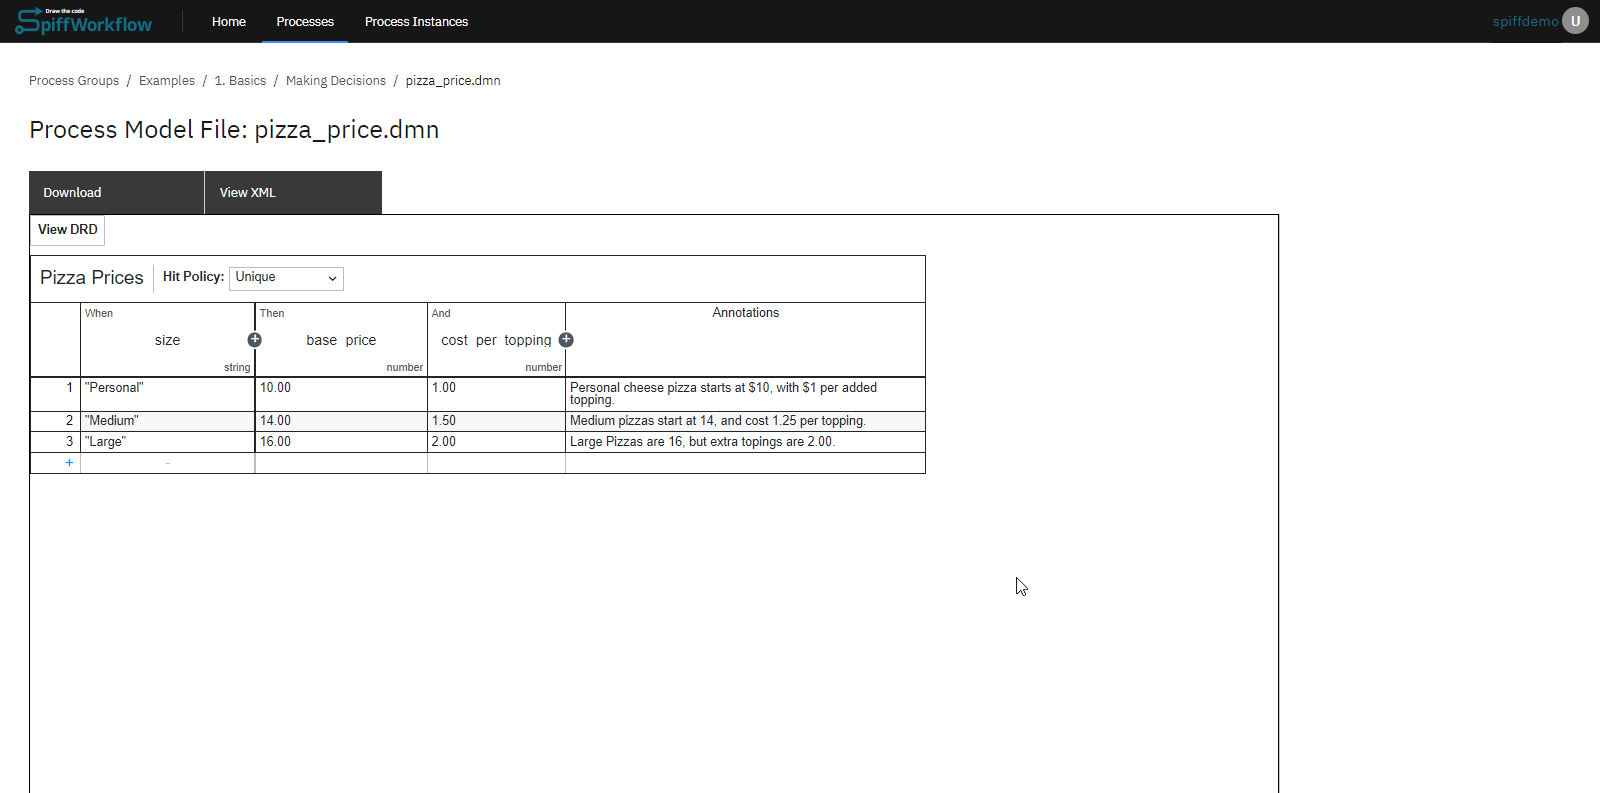 Draw the code
SpiffWorkflow
Home Processes Process Instances
spiffdemo U
Process Groups / Examples / 1. Basics / Making Decisions / pizza_price.dmn
Process Model File: pizza_price.dmn
Download View XML
View DRD
Pizza Prices Hit Policy: Unique
When Then And Annotations
size + base price cost per topping +
string number number
1 "Personal" 10.00 1.00 Personal cheese pizza starts at $10, with $1 per added
topping.
2 "Medium" 14.00 1.50 Medium pizzas start at 14, and cost 1.25 per topping.
3 "Large" 16.00 2.00 Large Pizzas are 16, but extra topings are 2.00.
+ -